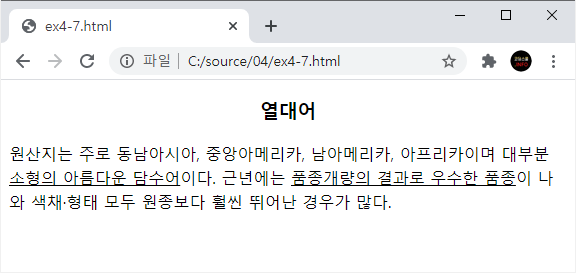 ex4-7.html
파일 C:/source/04/ex4-7.html
열대어
원산지는 주로 동남아시아, 중앙아메리카, 남아메리카, 아프리카이며 대부분
소형의 아름다운 담수어이다. 근년에는 품종개량의 결과로 우수한 품종이 나
와 색채·형태 모두 원종보다 훨씬 뛰어난 경우가 많다.